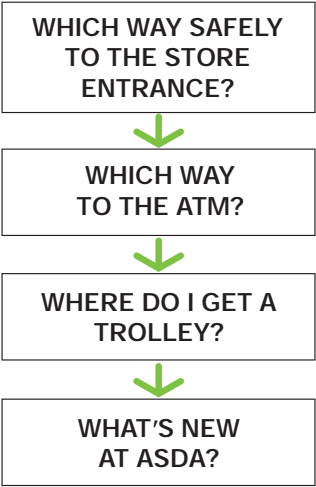 WHICH WAY SAFELY
TO THE STORE
ENTRANCE?
WHICH WAY
TO THE ATM?
WHERE DO I GET A
TROLLEY?
WHAT'S NEW
AT ASDA?